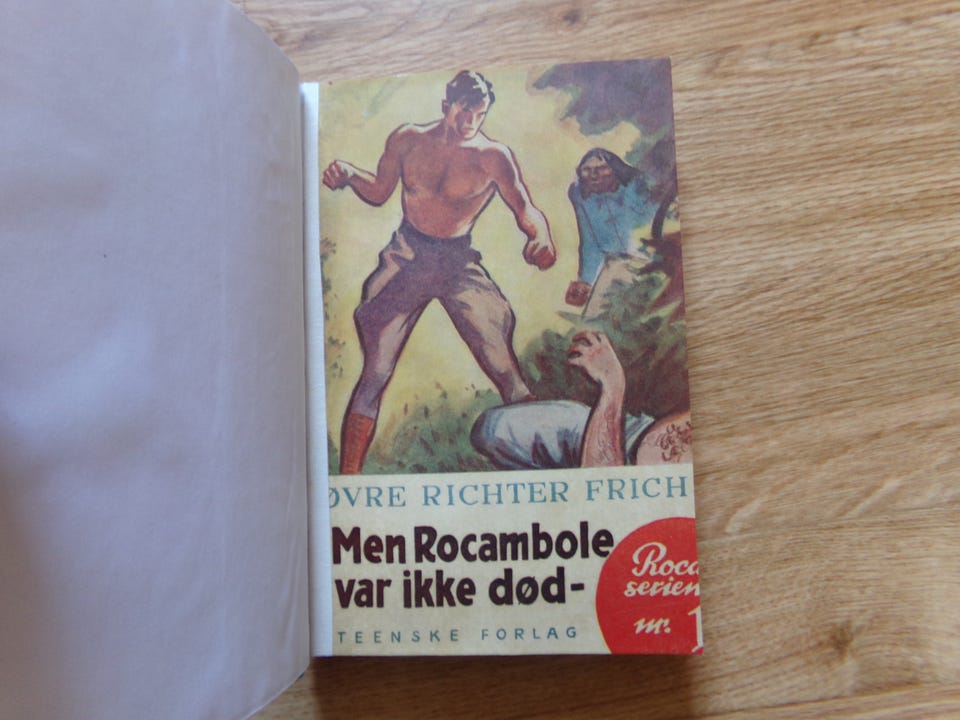 ØVRE RICHTER FRICH
Men Rocambole
var ikke død-
TEENSKE FORLAG
Roca
serien
nr. 1